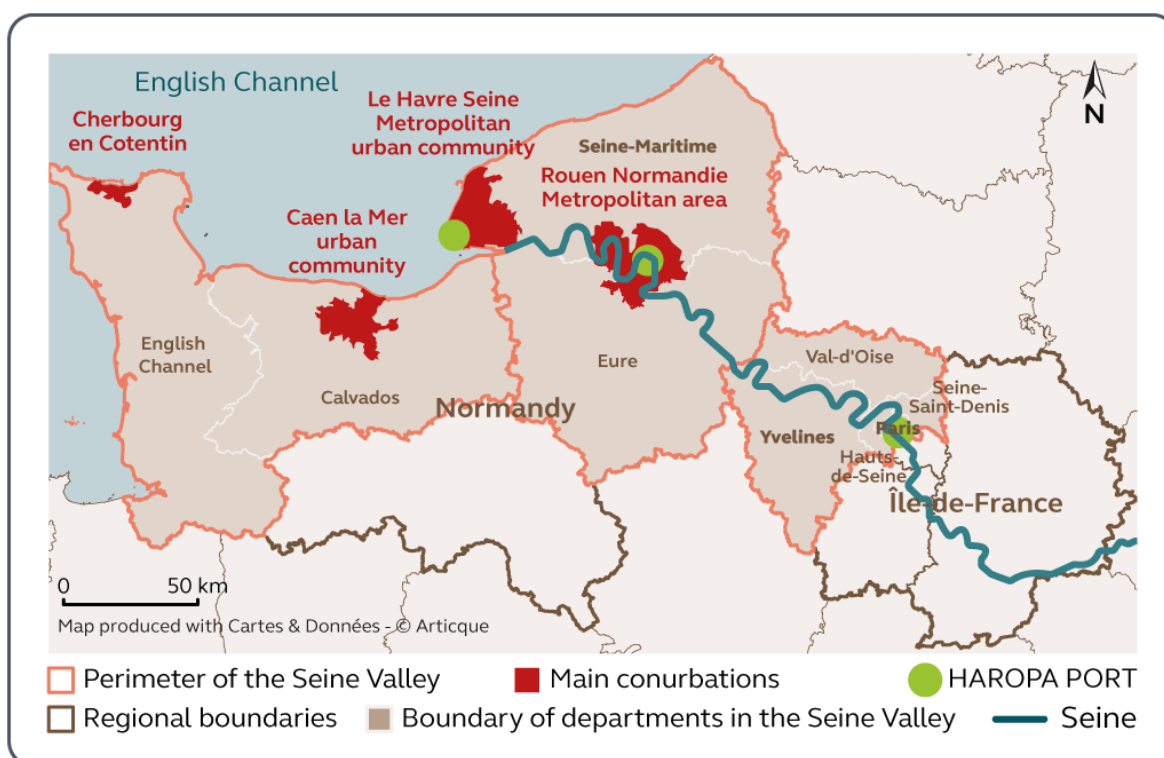 English Channel
Cherbourg
en Cotentin
Le Havre Seine
Metropolitan
urban community
Seine-Maritime
Rouen Normandie
Metropolitan area
Caen la Mer
urban
community
N
English
Channel
Calvados
Normandy
Eure
Val-d'Oise
Seine-
Saint-Denis
Paris
Yvelines
Hauts-
de-Seine
Île-de-France
0 50 km
Map produced with Cartes & Données - © Articque
Perimeter of the Seine Valley
Main conurbations
HAROPA PORT
Regional boundaries
Boundary of departments in the Seine Valley
Seine